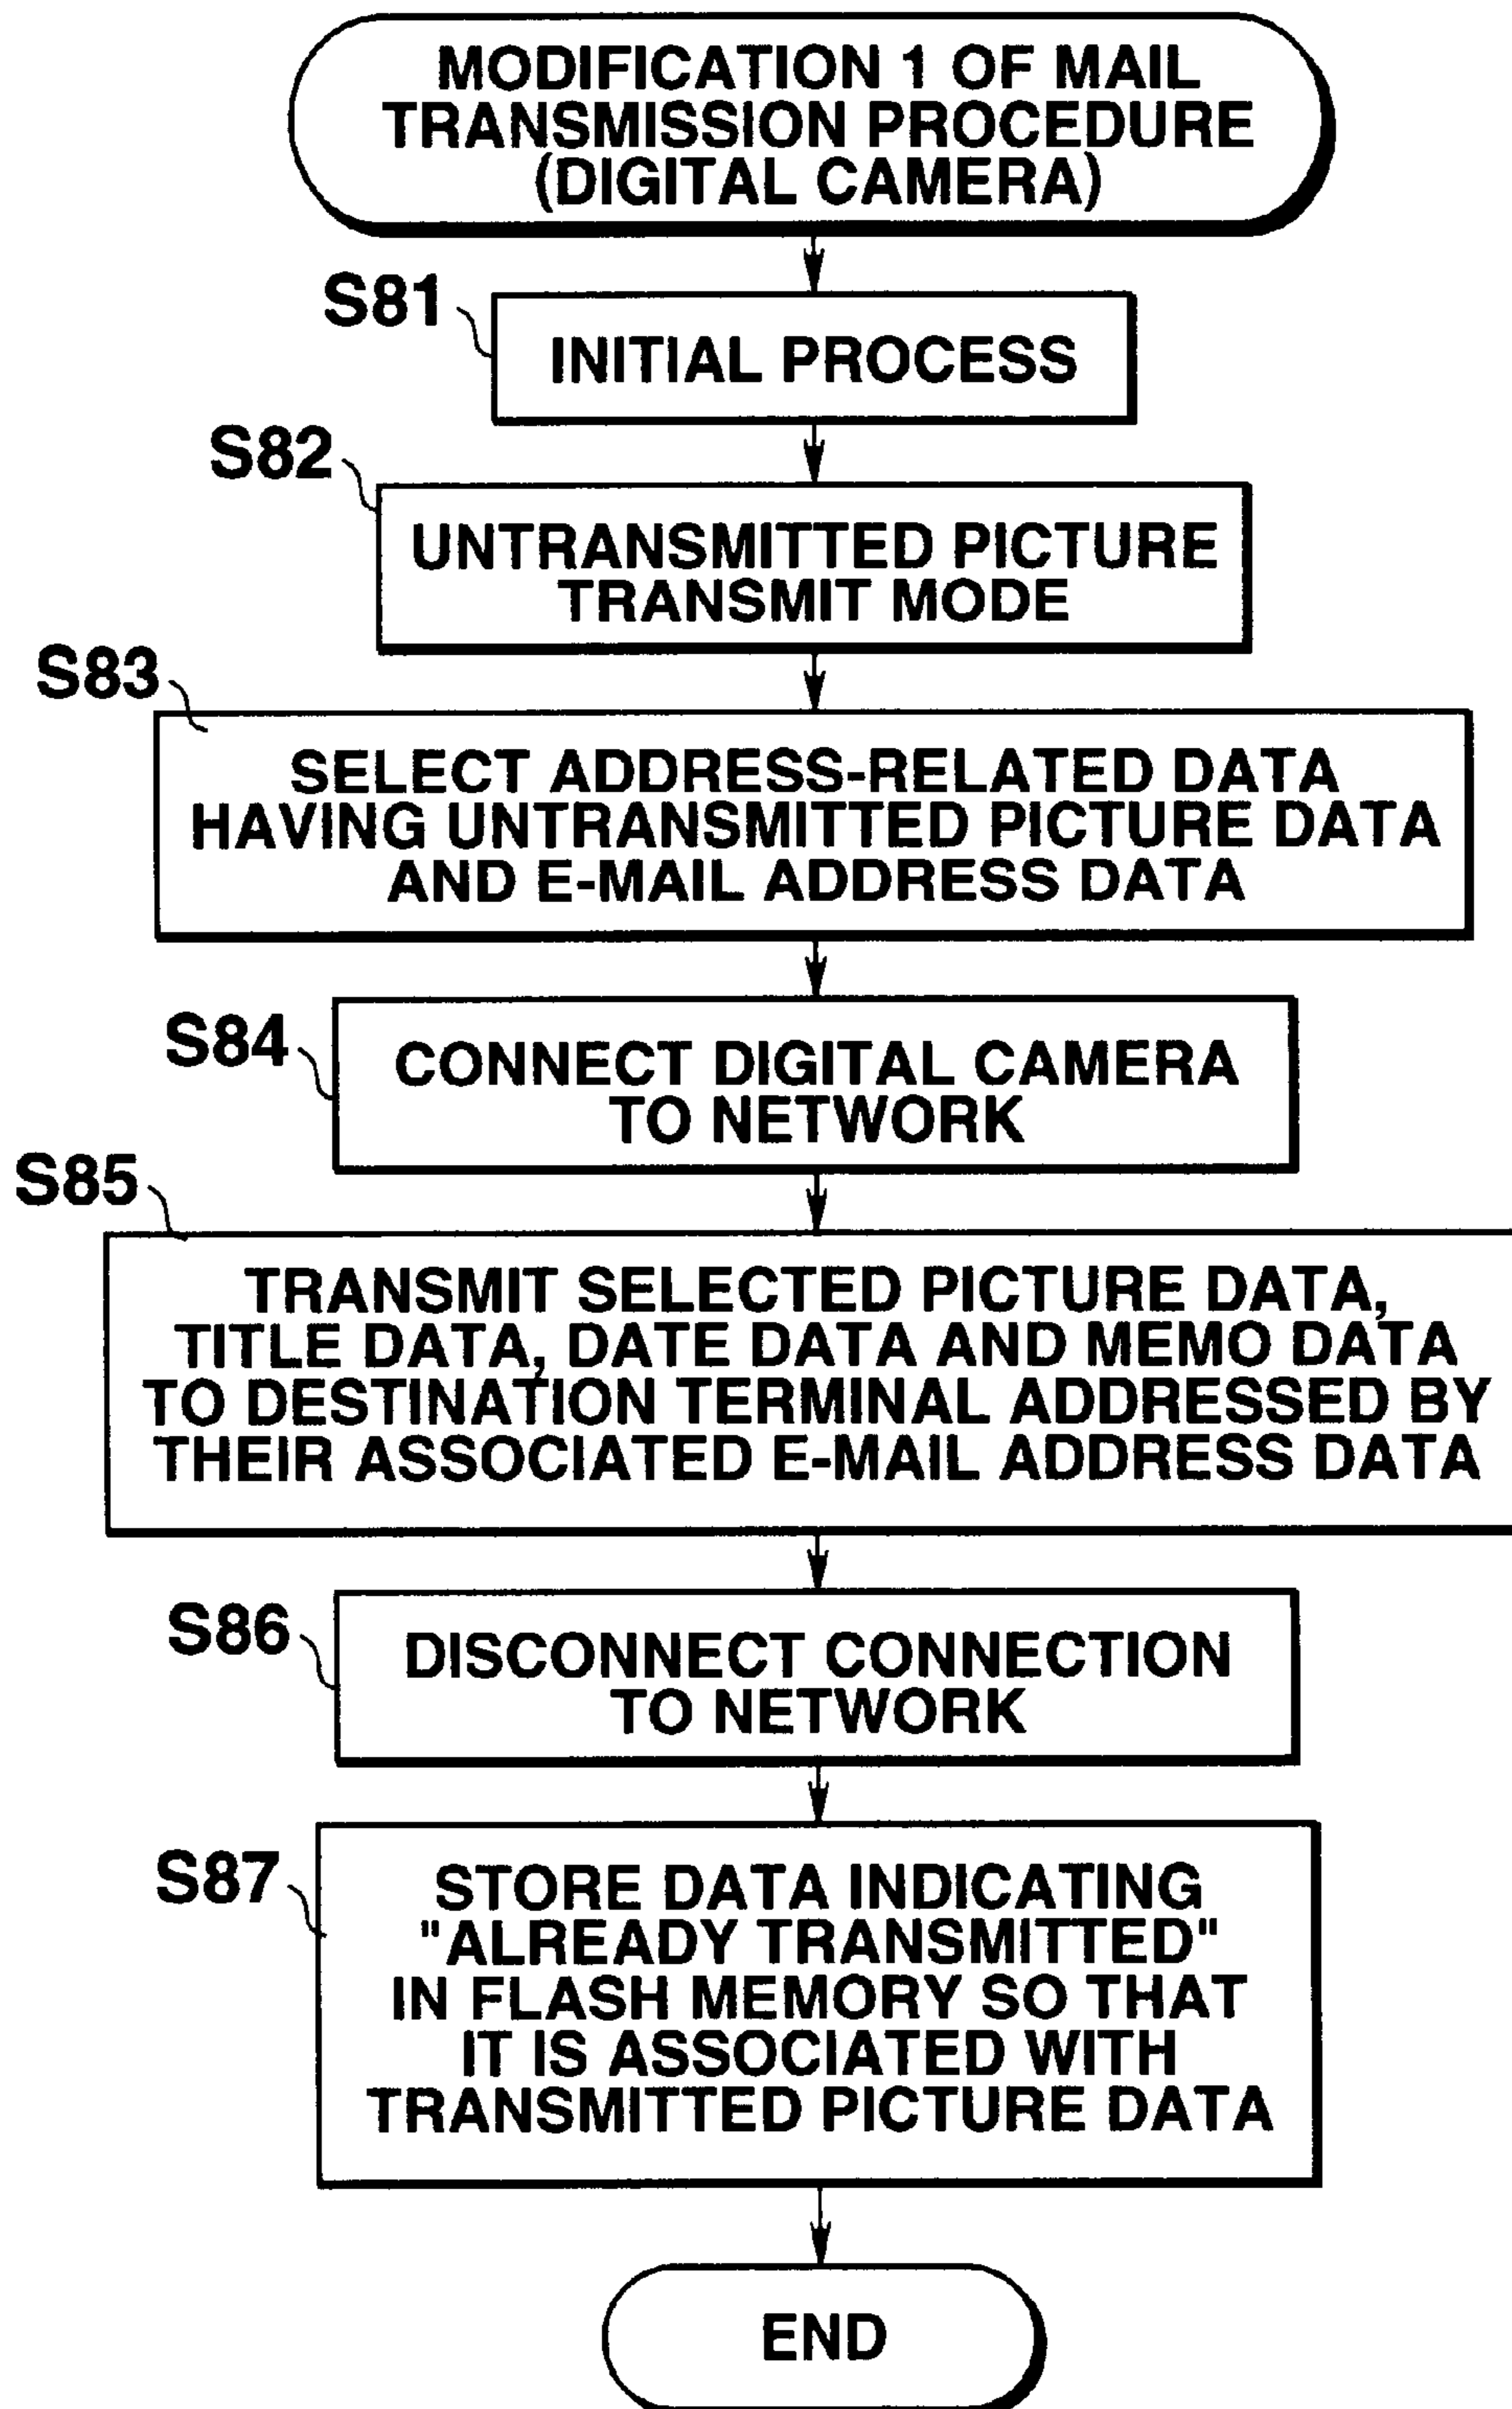 MODIFICATION 1 OF MAIL
TRANSMISSION PROCEDURE
(DIGITAL CAMERA)
S81
INITIAL PROCESS
S82
UNTRANSMITTED PICTURE
TRANSMIT MODE
S83
SELECT ADDRESS-RELATED DATA
HAVING UNTRANSMITTED PICTURE DATA
AND E-MAIL ADDRESS DATA
S84
CONNECT DIGITAL CAMERA
TO NETWORK
S85
TRANSMIT SELECTED PICTURE DATA,
TITLE DATA, DATE DATA AND MEMO DATA
TO DESTINATION TERMINAL ADDRESSED BY
THEIR ASSOCIATED E-MAIL ADDRESS DATA
S86
DISCONNECT CONNECTION
TO NETWORK
S87
STORE DATA INDICATING
"ALREADY TRANSMITTED"
IN FLASH MEMORY SO THAT
IT IS ASSOCIATED WITH
TRANSMITTED PICTURE DATA
END